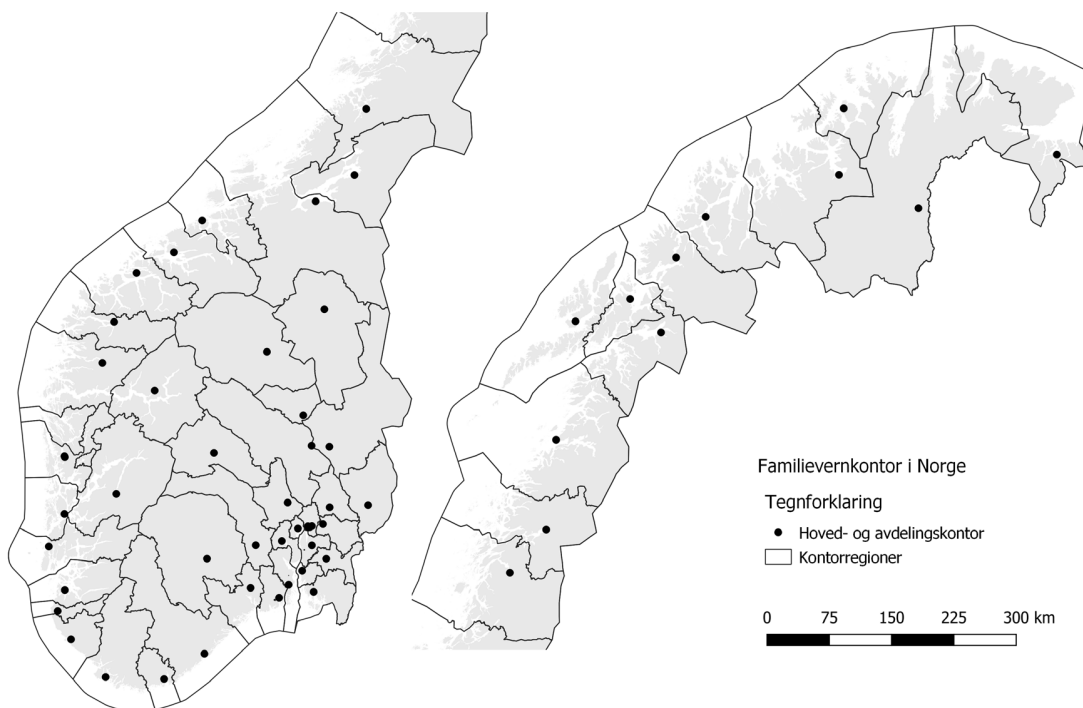 Familievernkontor i Norge
Tegnforklaring
Hoved- og avdelingskontor
Kontorregioner
0 75 150 225 300 km